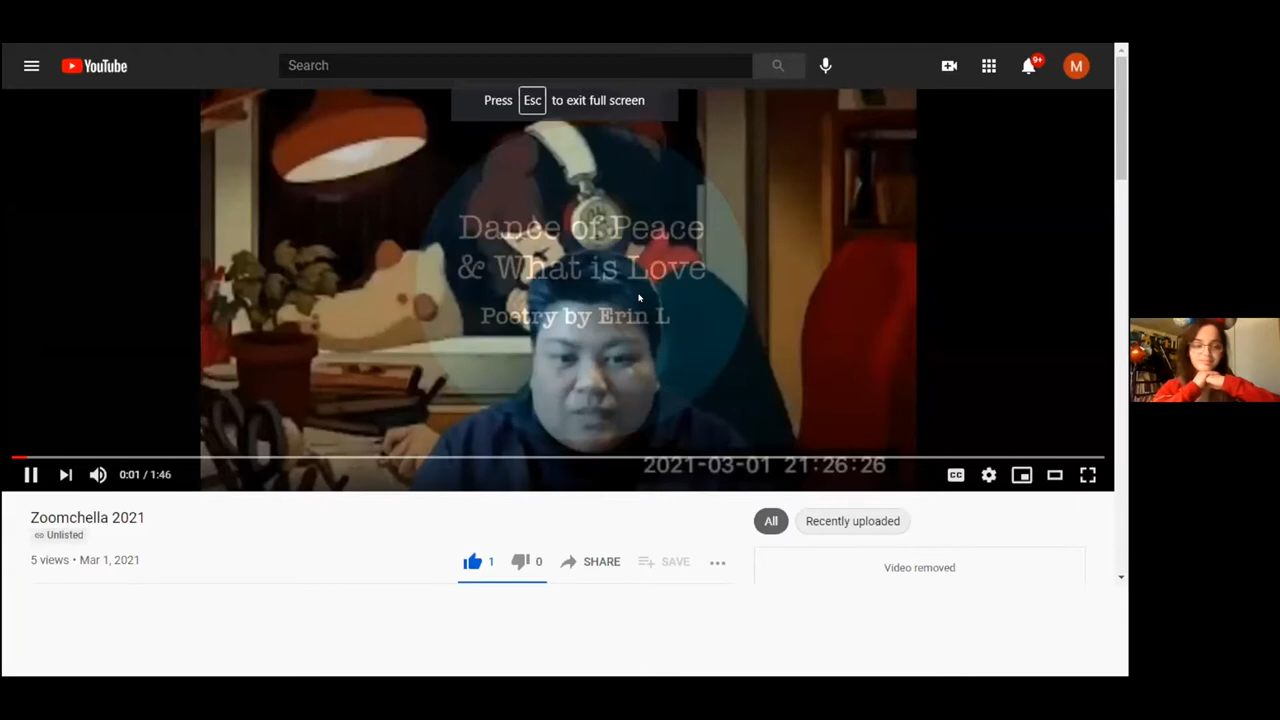 YouTube
Search
9+
M
Press Esc to exit full screen
Dance of Peace
& What is Love
Poetry by Erin L
2021-03-01 21:26:26
0:01 / 1:46
CC
Zoomchella 2021
Unlisted
5 views • Mar 1, 2021
1
0
SHARE
SAVE
All
Recently uploaded
Video removed